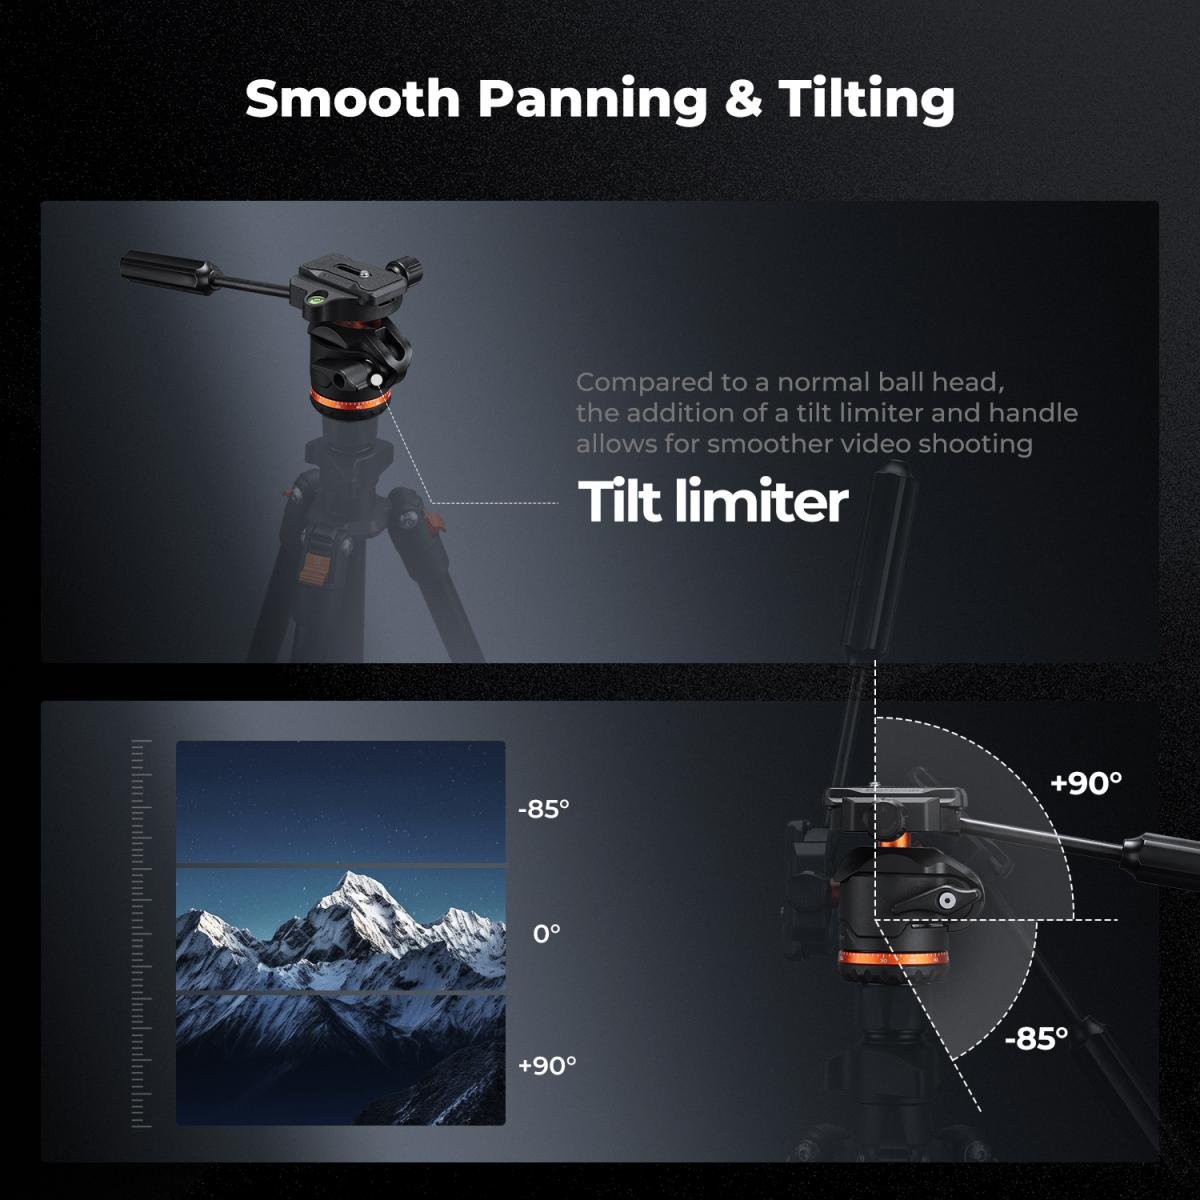 Smooth Panning & Tilting
Compared to a normal ball head,
the addition of a tilt limiter and handle
allows for smoother video shooting
Tilt limiter
-85°
0°
+90°
+90°
-85°